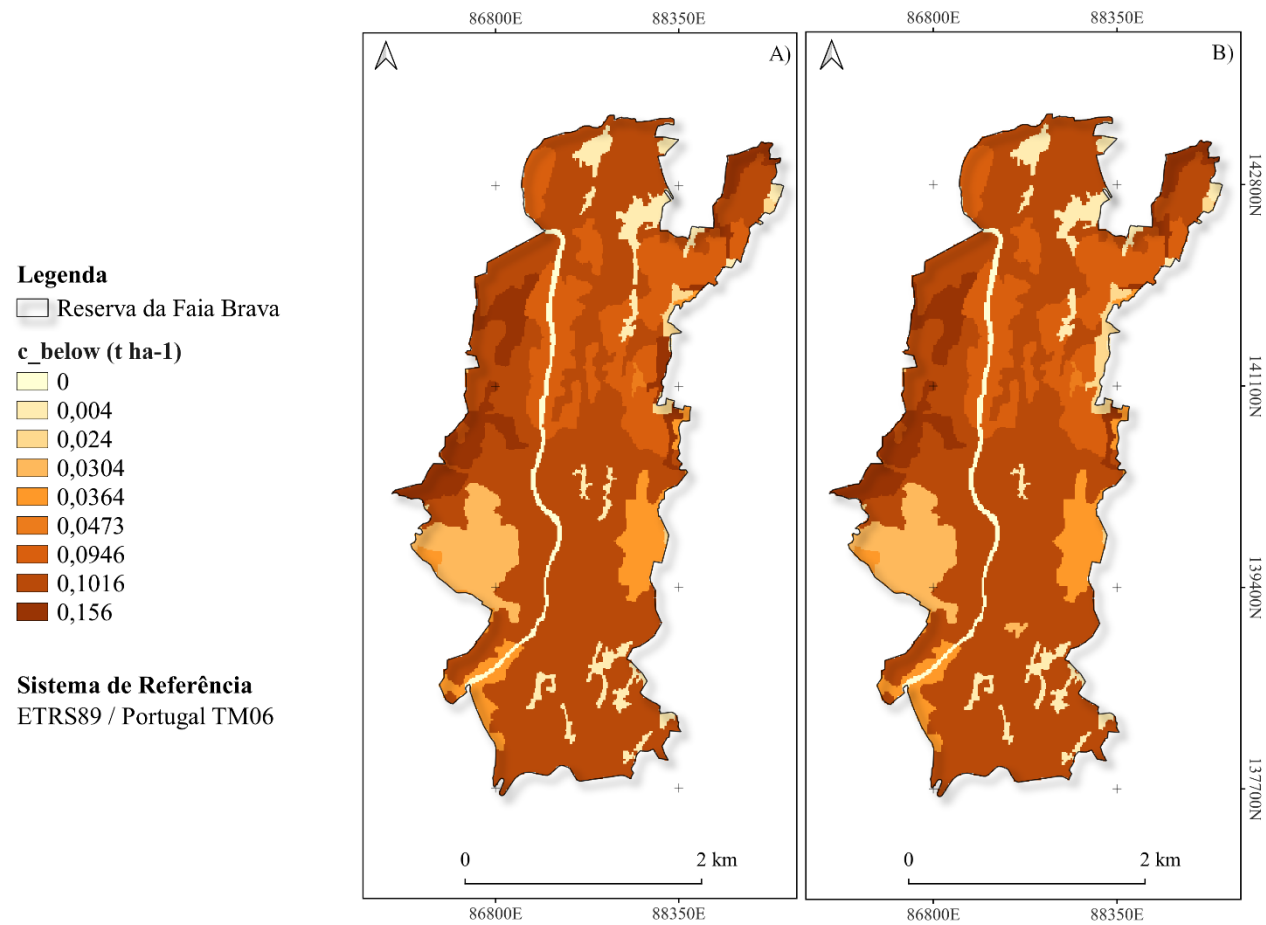 86800E
88350E
86800E
88350E
A)
B)
142800N
141100N
139400N
137700N
Legenda
Reserva da Faia Brava
c_below (t ha-1)
0
0,004
0,024
0,0304
0,0364
0,0473
0,0946
0,1016
0,156
Sistema de Referência
ETRS89 / Portugal TM06
0
2 km
0
2 km
86800E
88350E
86800E
88350E